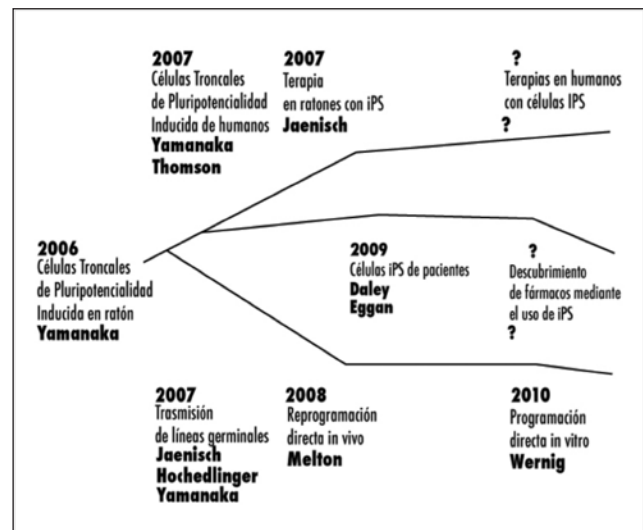 2007
Células Troncales
de Pluripotencialidad
Inducida de humanos
Yamanaka
Thomson
2007
Terapia
en ratones con iPS
Jaenisch
?
Terapias en humanos
con células IPS
?
2006
Células Troncales
de Pluripotencialidad
Inducida en ratón
Yamanaka
2009
Células iPS de pacientes
Daley
Eggan
?
Descubrimiento
de fármacos mediante
el uso de iPS
?
2007
Trasmisión
de líneas germinales
Jaenisch
Hochedlinger
Yamanaka
2008
Reprogramación
directa in vivo
Melton
2010
Programación
directa in vitro
Wernig